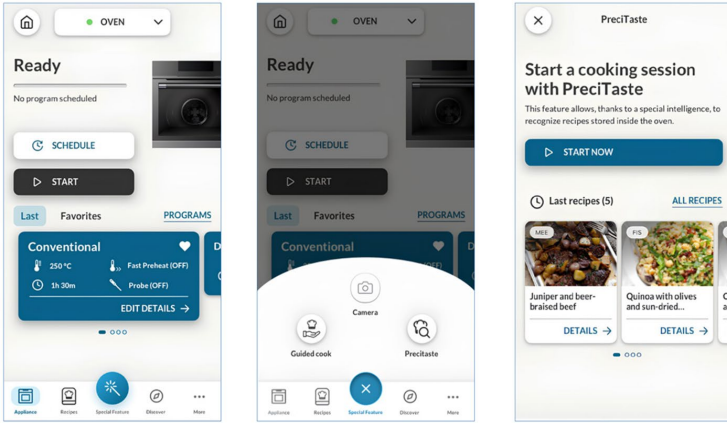 OVEN
Ready
No program scheduled
SCHEDULE
START
Last
Favorites
PROGRAMS
Conventional
D
250 °C
Fast Preheat (OFF)
1h 30m
Probe (OFF)
EDIT DETAILS →
Appliance
Recipes
Special Feature
Discover
More
OVEN
Ready
No program scheduled
SCHEDULE
START
Last
Favorites
PROGRAMS
Conventional
D
Camera
Guided cook
Precitaste
Appliance
Recipes
Special Feature
Discover
More
PreciTaste
Start a cooking session
with PreciTaste
This feature allows, thanks to a special intelligence, to
recognize recipes stored inside the oven.
START NOW
Last recipes (5)
ALL RECIPES
MEE
FIS
Juniper and beer-
braised beef
Quinoa with olives
and sun-dried...
DETAILS →
DETAILS →